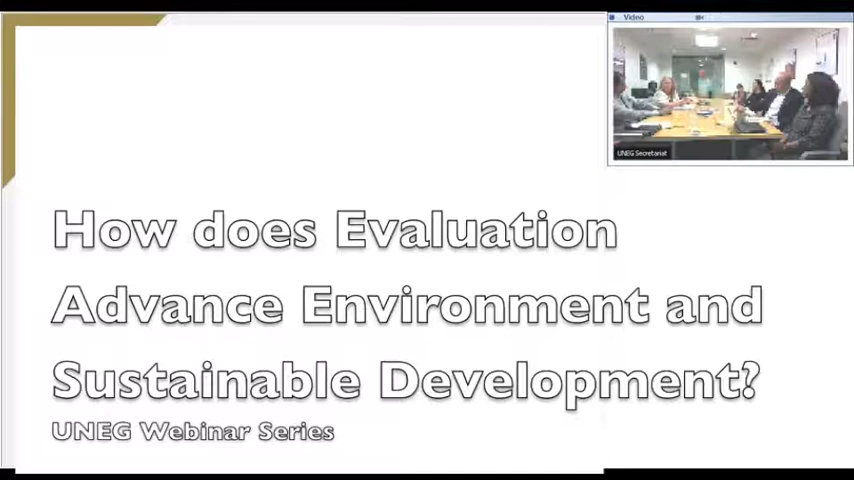 Video
UNEG Secretariat
How does Evaluation
Advance Environment and
Sustainable Development?
UNEG Webinar Series